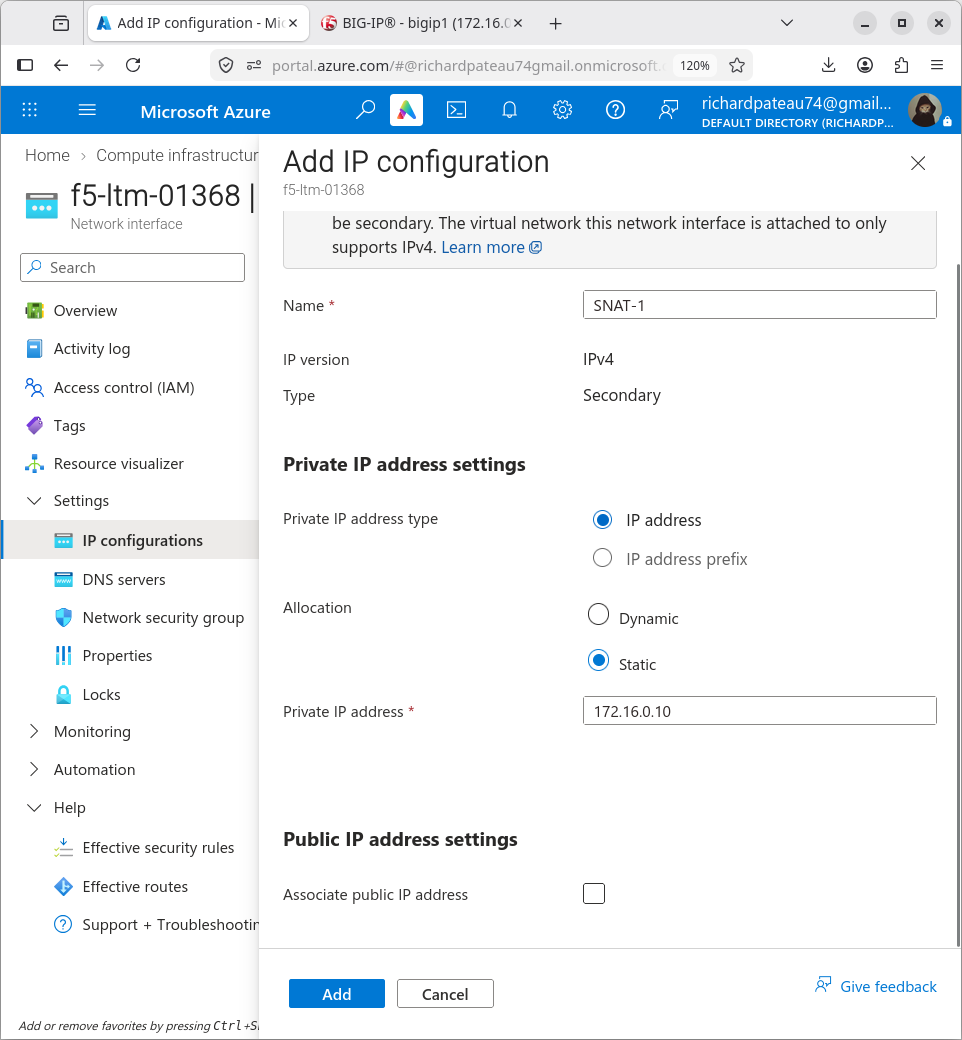 Add IP configuration - Mic
BIG-IP® - bigip1 (172.16.0
portal.azure.com/#@richardpateau74gmail.onmicrosoft.c
120%
Microsoft Azure
richardpateau74@gmail...
DEFAULT DIRECTORY (RICHARDP...
Home > Compute infrastructur
f5-ltm-01368 |
Network interface
Search
Overview
Activity log
Access control (IAM)
Tags
Resource visualizer
Settings
IP configurations
DNS servers
Network security group
Properties
Locks
Monitoring
Automation
Help
Effective security rules
Effective routes
Support + Troubleshootin
Add or remove favorites by pressing Ctrl+S
Add IP configuration
f5-ltm-01368
be secondary. The virtual network this network interface is attached to only
supports IPv4. Learn more
Name * SNAT-1
IP version IPv4
Type Secondary
Private IP address settings
Private IP address type IP address
IP address prefix
Allocation Dynamic
Static
Private IP address * 172.16.0.10
Public IP address settings
Associate public IP address
Add Cancel Give feedback